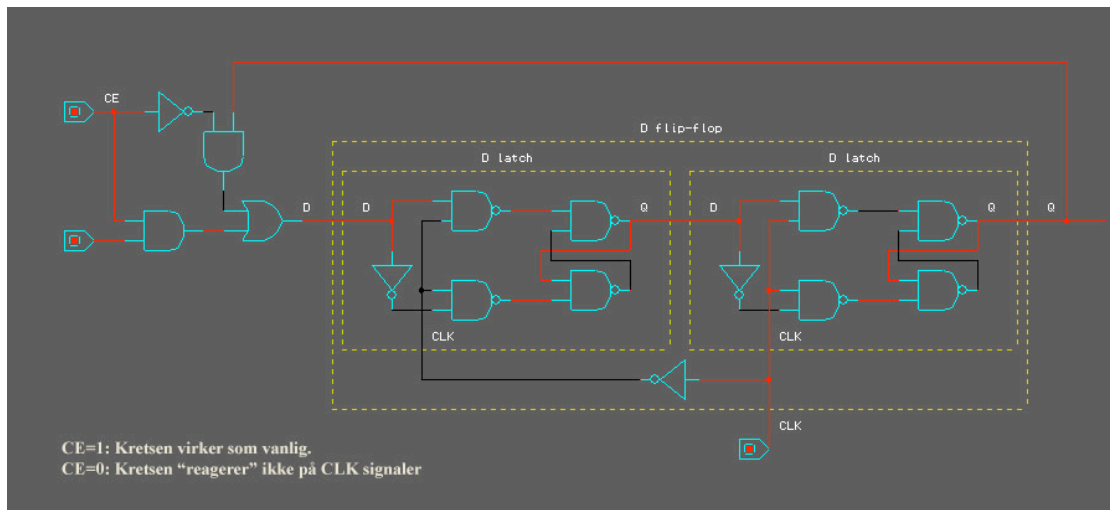 CE
D flip-flop
D latch
D latch
D
D
Q
D
Q
Q
CLK
CLK
CLK
CE=1: Kretsen virker som vanlig.
CE=0: Kretsen “reagerer” ikke på CLK signaler